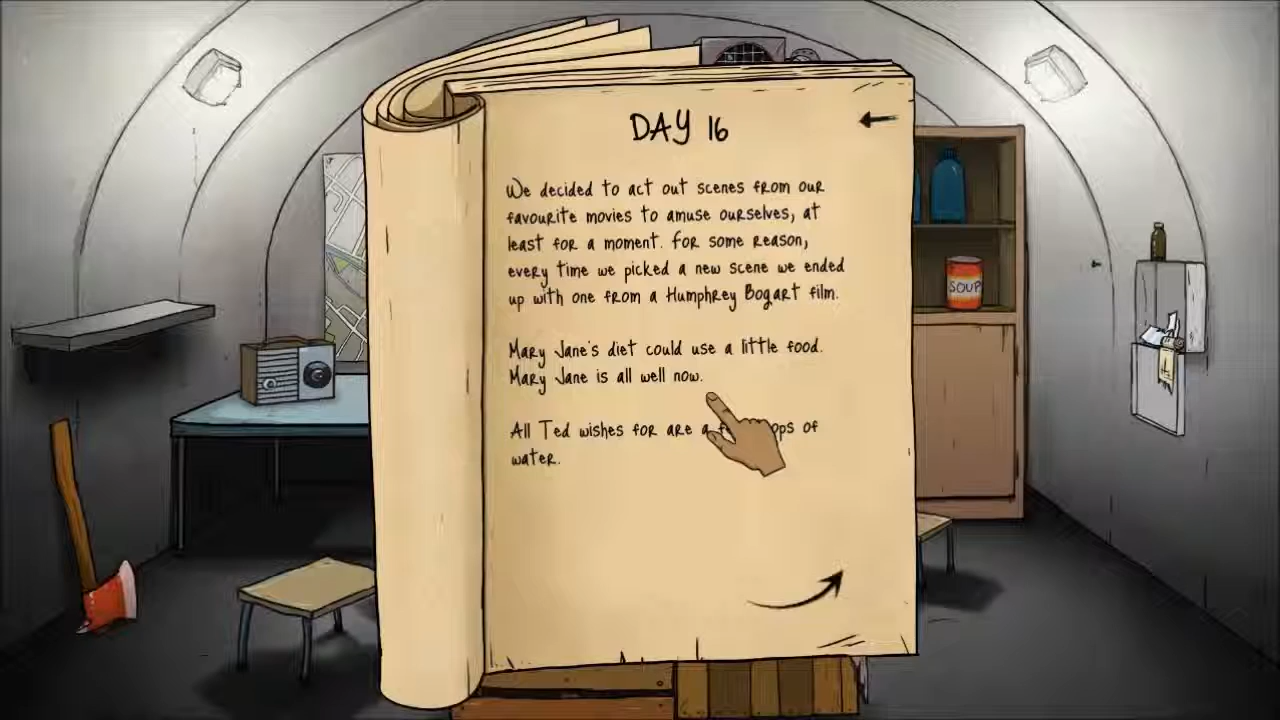 DAY 16
We decided to act out scenes from our
favourite movies to amuse ourselves, at
least for a moment. For some reason,
every time we picked a new scene we ended
up with one from a Humphrey Bogart film.
Mary Jane's diet could use a little food.
Mary Jane is all well now.
All Ted wishes for are a of
water.
SOUP